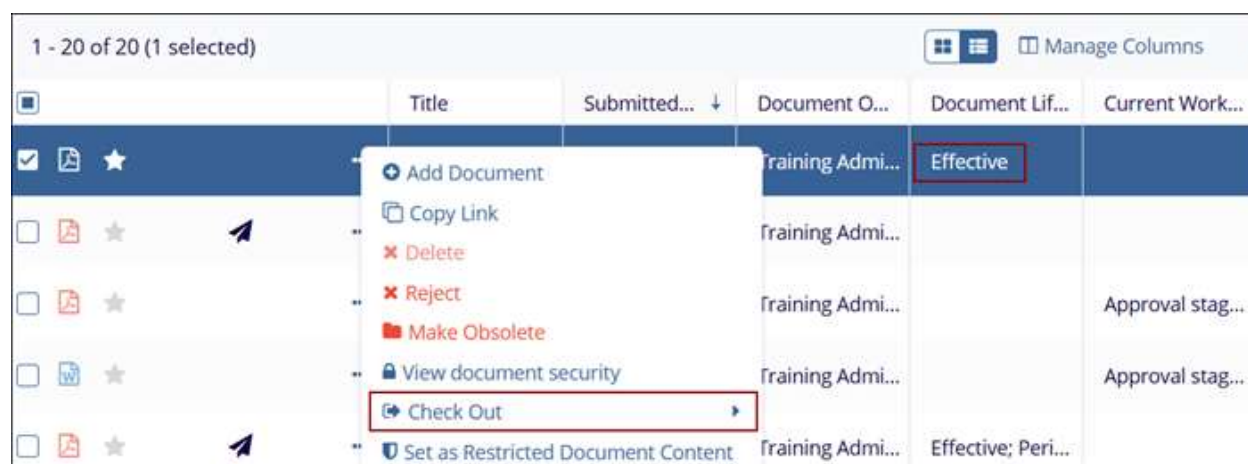 1 - 20 of 20 (1 selected)
Manage Columns
Title Submitted... ↓ Document O... Document Lif... Current Work...
Training Admi... Effective
Add Document
Copy Link
Training Admi...
Delete
Reject
Training Admi... Approval stag...
Make Obsolete
View document security
Training Admi... Approval stag...
Check Out
Set as Restricted Document Content
Training Admi... Effective; Peri...